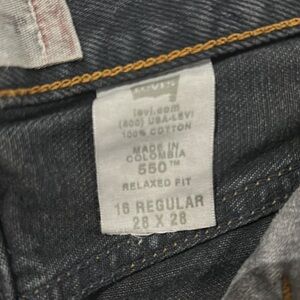 LEVI'S
levi.com
(800) USA-LEVI
100% COTTON
MADE IN
COLOMBIA
550™
RELAXED FIT
16 REGULAR
28 X 28